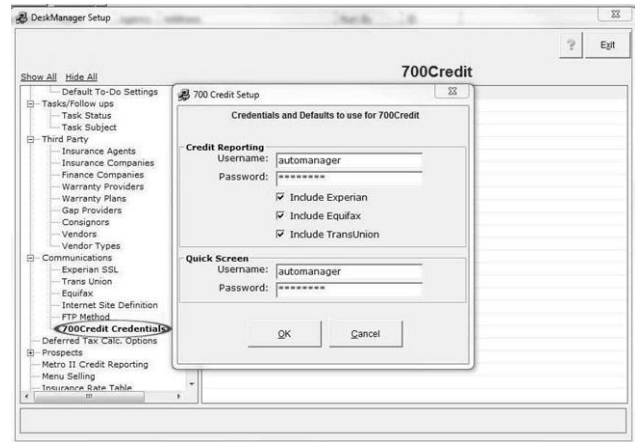 DeskManager Setup
?
Exit
Show All Hide All
700Credit
Default To-Do Settings
Tasks/Follow ups
Task Status
Task Subject
Third Party
Insurance Agents
Insurance Companies
Finance Companies
Warranty Providers
Warranty Plans
Gap Providers
Consignors
Vendors
Vendor Types
Communications
Experian SSL
Trans Union
Equifax
Internet Site Definition
FTP Method
700Credit Credentials
Deferred Tax Calc. Options
Prospects
Metro II Credit Reporting
Menu Selling
Insurance Rate Table
700 Credit Setup
Credentials and Defaults to use for 700Credit
Credit Reporting
Username: automanager
Password: ********
Include Experian
Include Equifax
Include TransUnion
Quick Screen
Username: automanager
Password: ********
OK Cancel